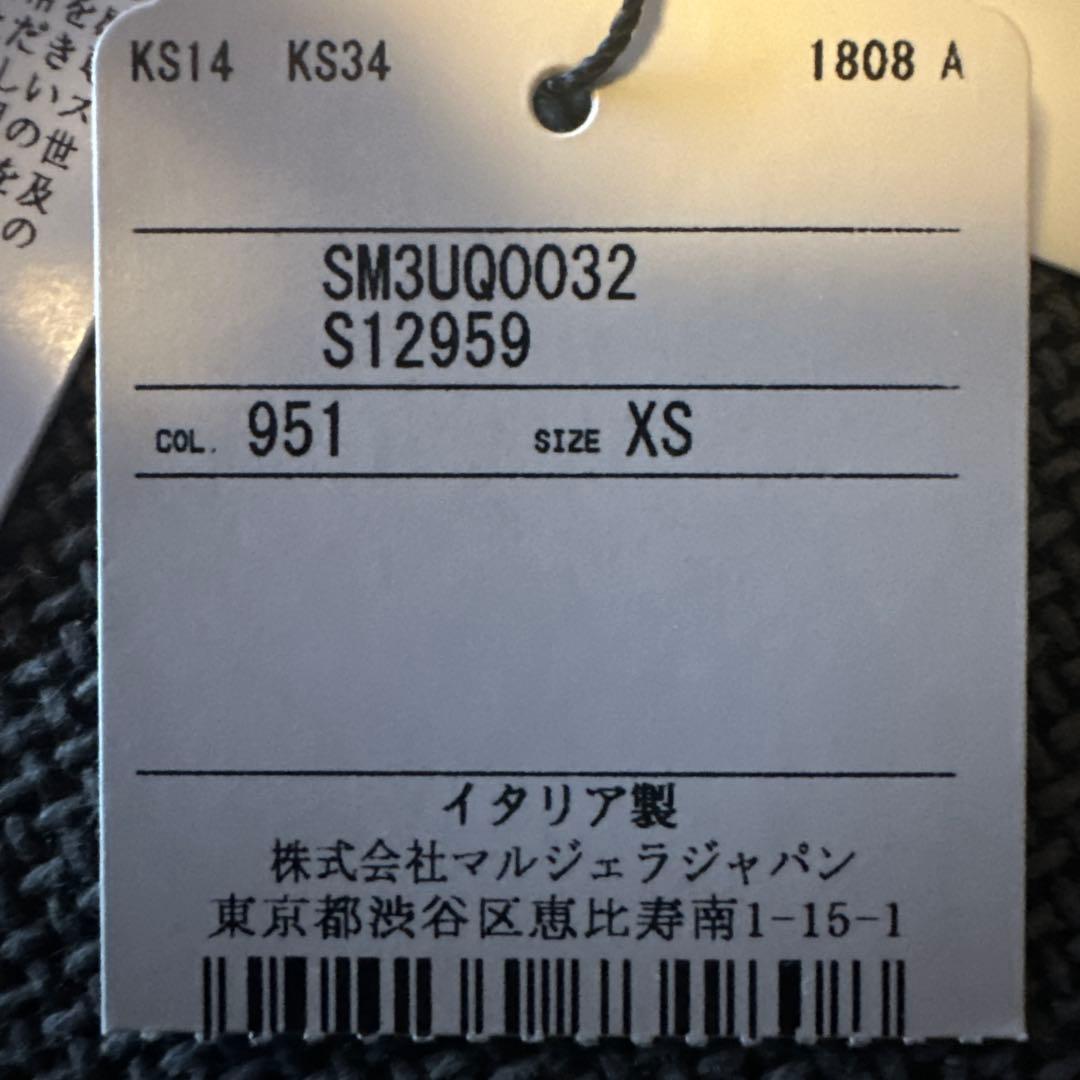 KS14 KS34 1808 A
SM3UQ0032
S12959
COL. 951 SIZE XS
イタリア製
株式会社マルジェラジャパン
東京都渋谷区恵比寿南1-15-1